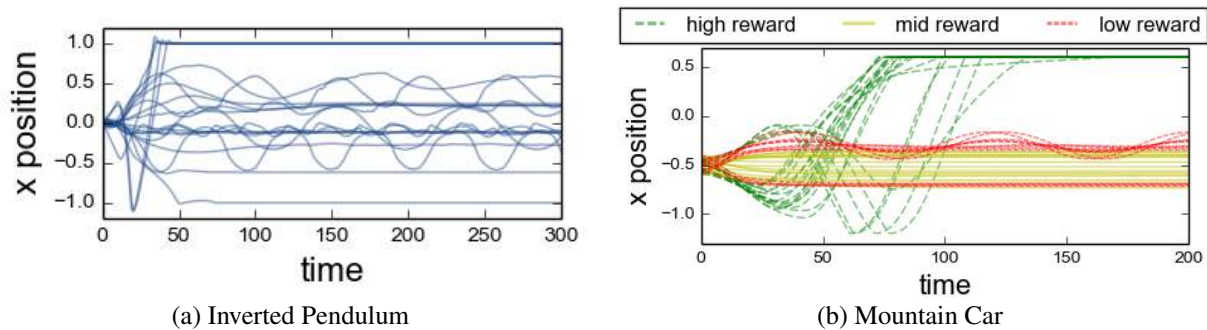 x position
1.0
0.5
0.0
−0.5
−1.0
0 50 100 150 200 250 300
time
(a) Inverted Pendulum
high reward mid reward low reward
x position
0.5
0.0
−0.5
−1.0
0 50 100 150 200
time
(b) Mountain Car